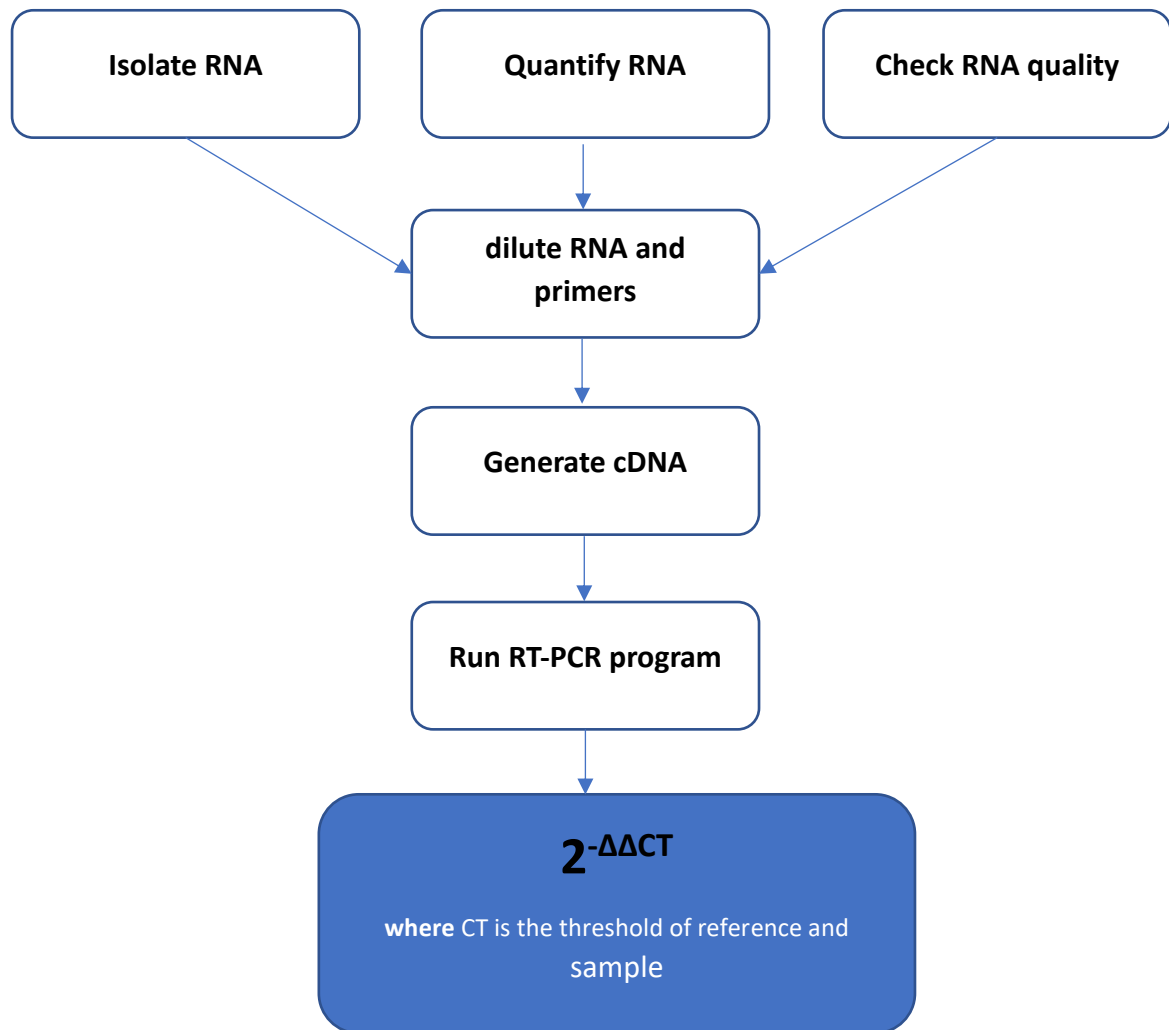 Isolate RNA
Quantify RNA
Check RNA quality
dilute RNA and
primers
Generate cDNA
Run RT-PCR program
2-ΔΔCT
where CT is the threshold of reference and
sample